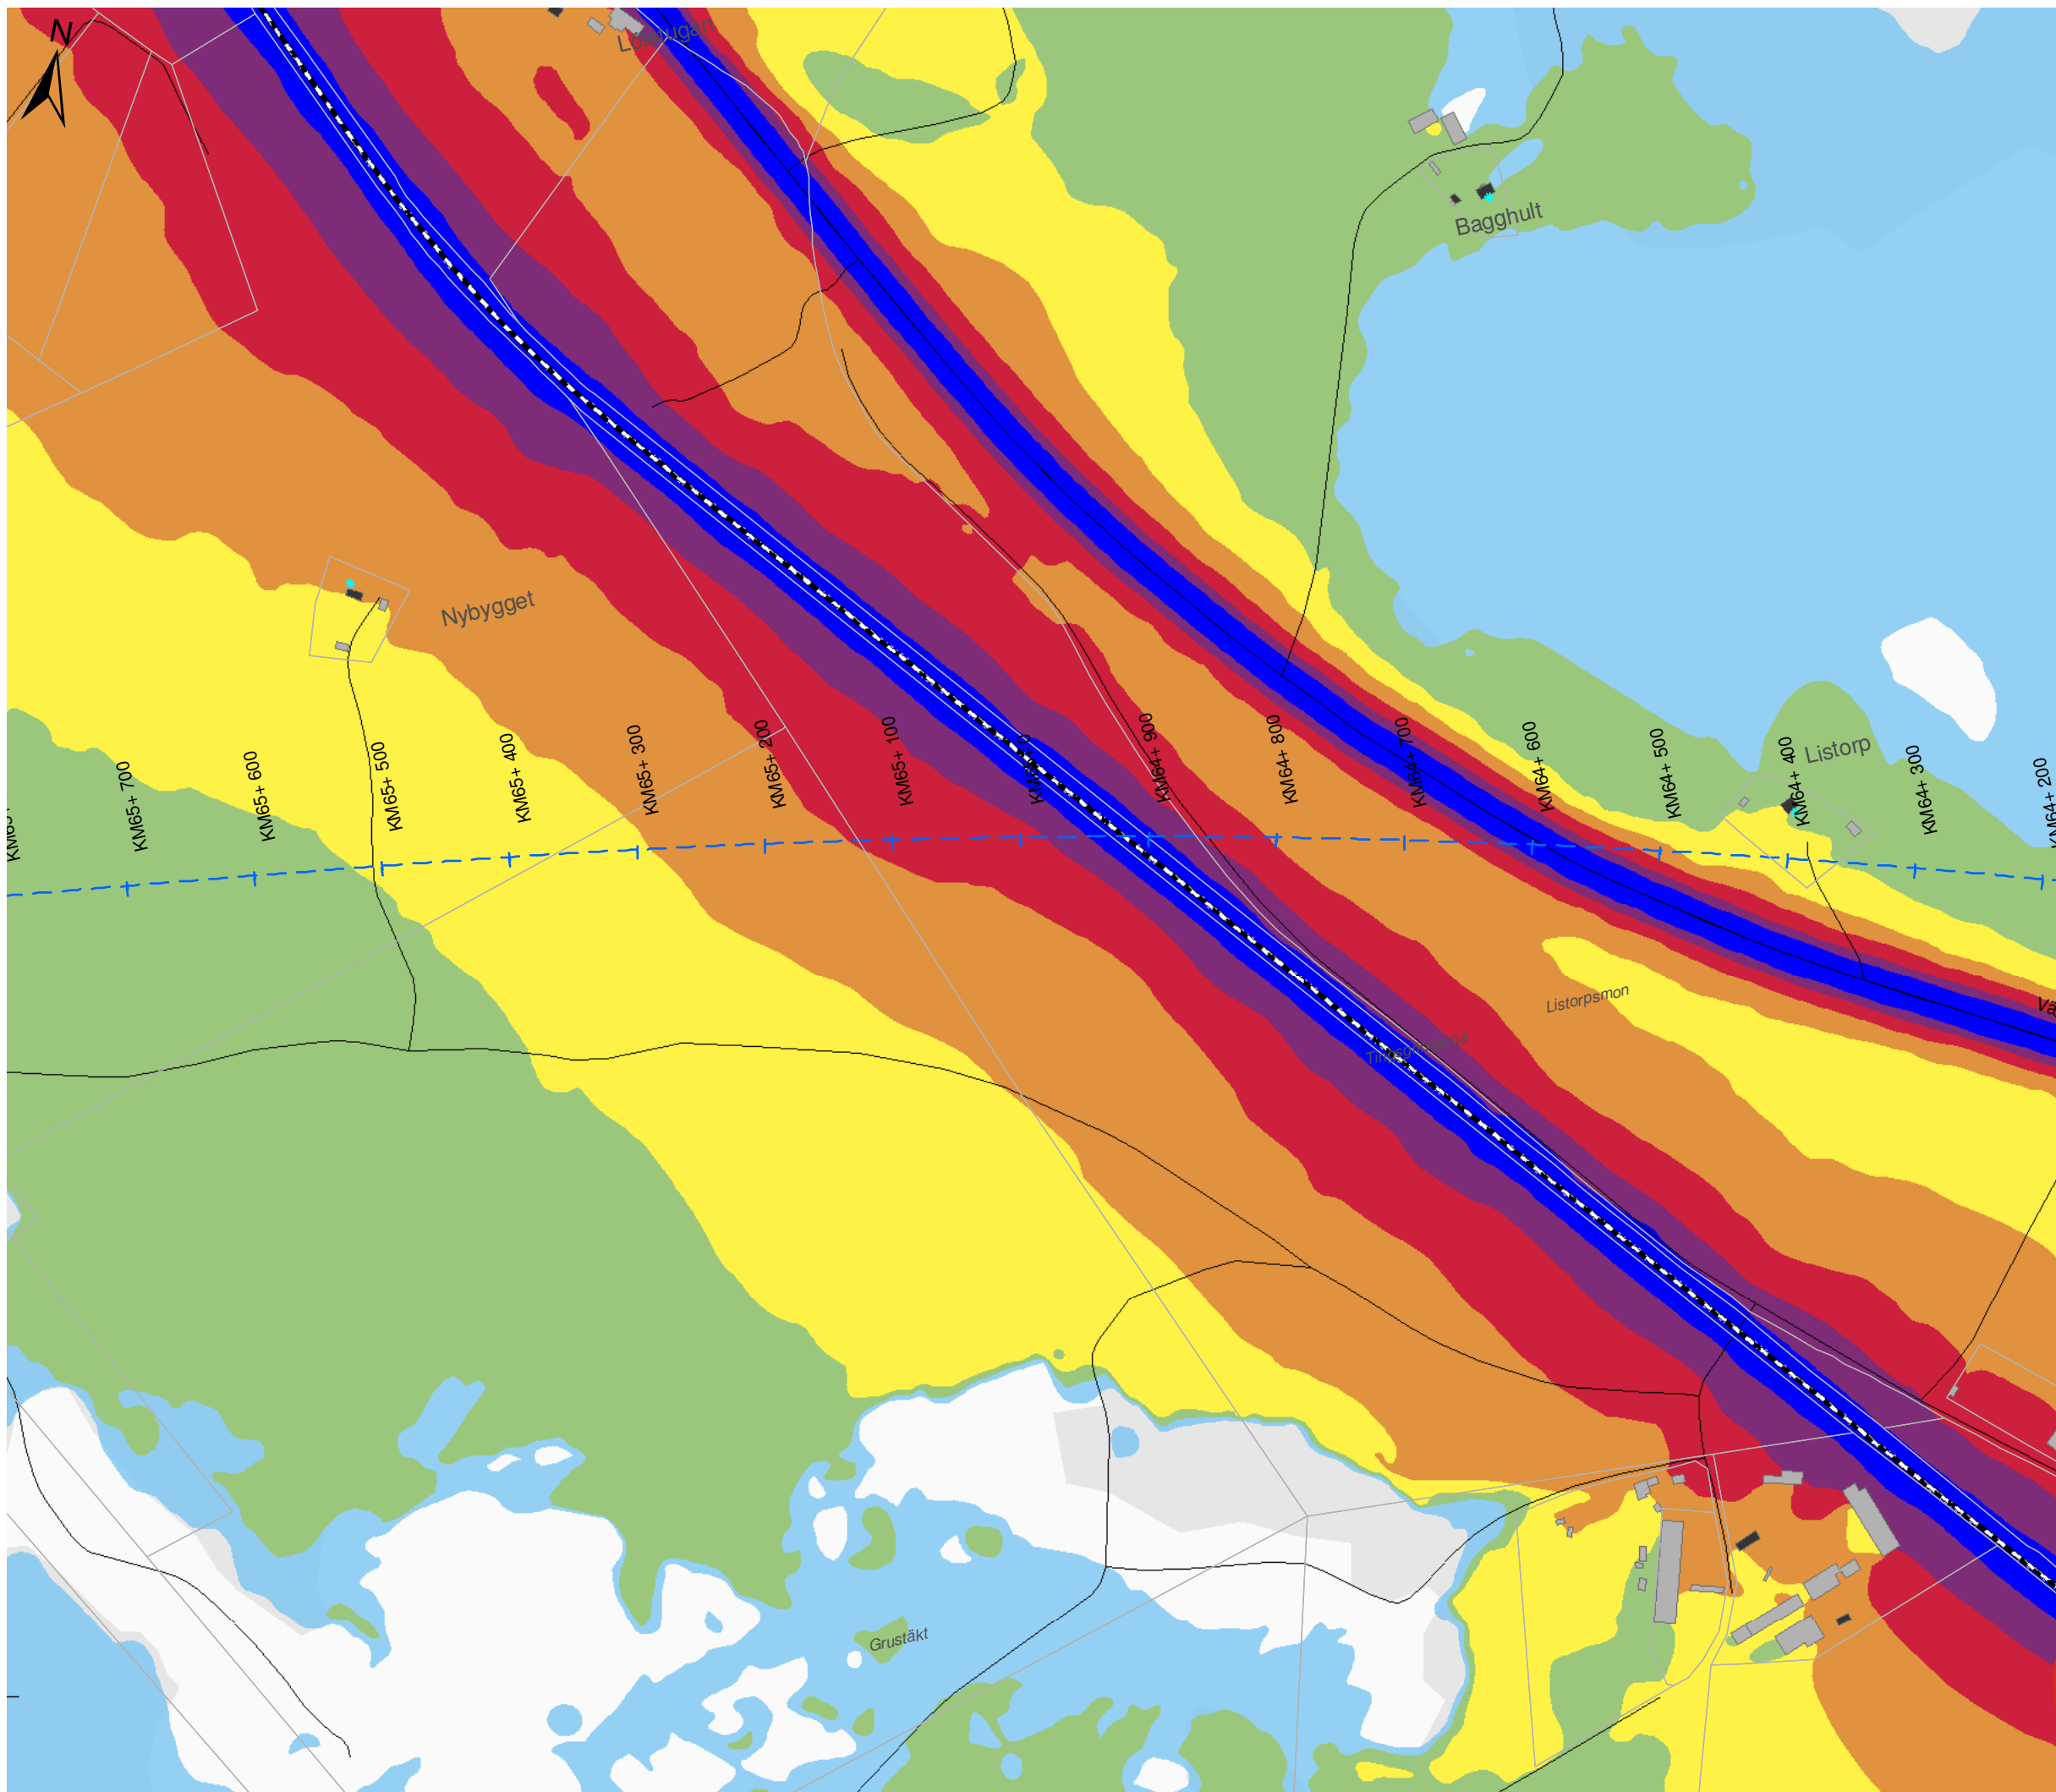 N
Bagghult
Nybygget
KM65+ 700
KM65+ 600
KM65+ 500
KM65+ 400
KM65+ 300
KM65+ 200
KM65+ 100
KM64+ 900
KM64+ 800
KM64+ 700
KM64+ 600
KM64+ 500
KM64+ 400
KM64+ 300
KM64+ 200
Listorp
Listorpsmon
Grustäkt